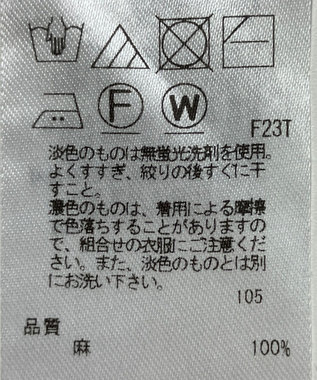 F W
F23T
淡色のものは無蛍光洗剤を使用。
よくすすぎ、絞りの後すぐに干
すこと。
濃色のものは、着用による摩擦
で色落ちすることがありますの
で、組合せの衣服にご注意くだ
さい。また、淡色のものとは別
にお洗い下さい。
105
品質
麻 100%